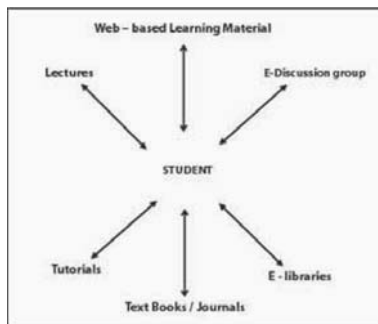 Web – based Learning Material
Lectures
E-Discussion group
STUDENT
Tutorials
E - libraries
Text Books / Journals